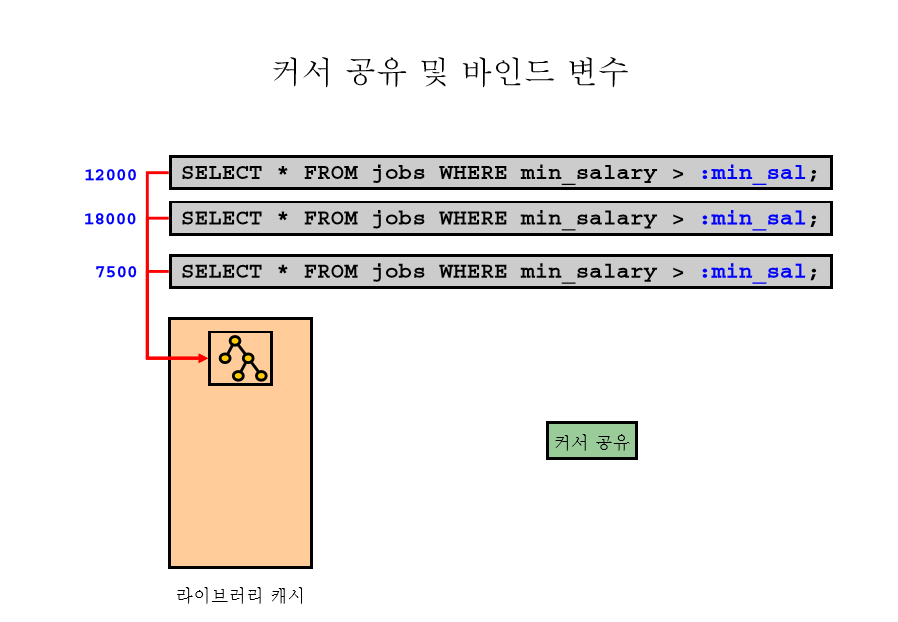 커서 공유 및 바인드 변수
12000 SELECT * FROM jobs WHERE min_salary > :min_sal;
18000 SELECT * FROM jobs WHERE min_salary > :min_sal;
7500 SELECT * FROM jobs WHERE min_salary > :min_sal;
커서 공유
라이브러리 캐시